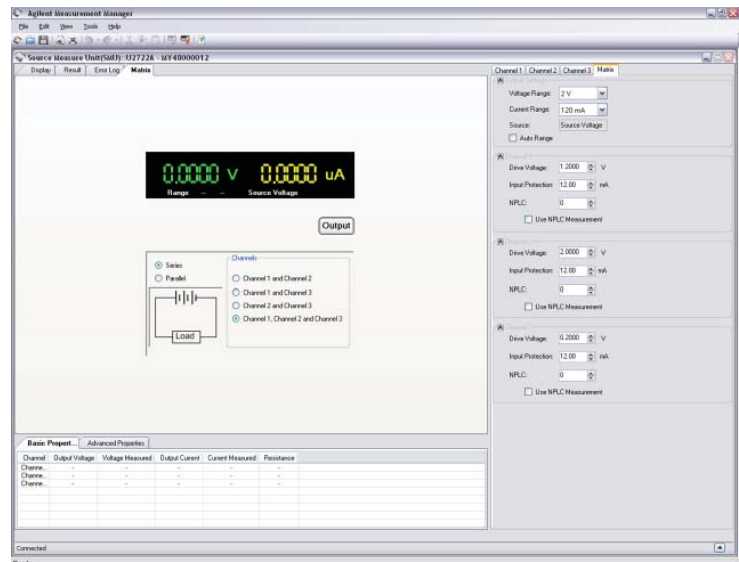 Agilent Measurement Manager
File Edit View Tools Help
Source Measure Unit(SMU)::U2722A - MY40000012
Display Result Error Log Matrix
0.0000 V 0.0000 uA
Range -- -- Source Voltage
Output
Series
Parallel
Load
Channels
Channel 1 and Channel 2
Channel 1 and Channel 3
Channel 2 and Channel 3
Channel 1, Channel 2 and Channel 3
Basic Propert... Advanced Properties
Channel Output Voltage Voltage Measured Output Current Current Measured Resistance
Channe... - - - - -
Channe... - - - - -
Channe... - - - - -
Channel 1 Channel 2 Channel 3 Matrix
Voltage Range: 2 V
Current Range: 120 mA
Source: Source Voltage
Auto Range
Drive Voltage: 1.2000 V
Input Protection: 12.00 mA
NPLC: 0
Use NPLC Measurement
Drive Voltage: 2.0000 V
Input Protection: 12.00 mA
NPLC: 0
Use NPLC Measurement
Drive Voltage: 0.2000 V
Input Protection: 12.00 mA
NPLC: 0
Use NPLC Measurement
Connected